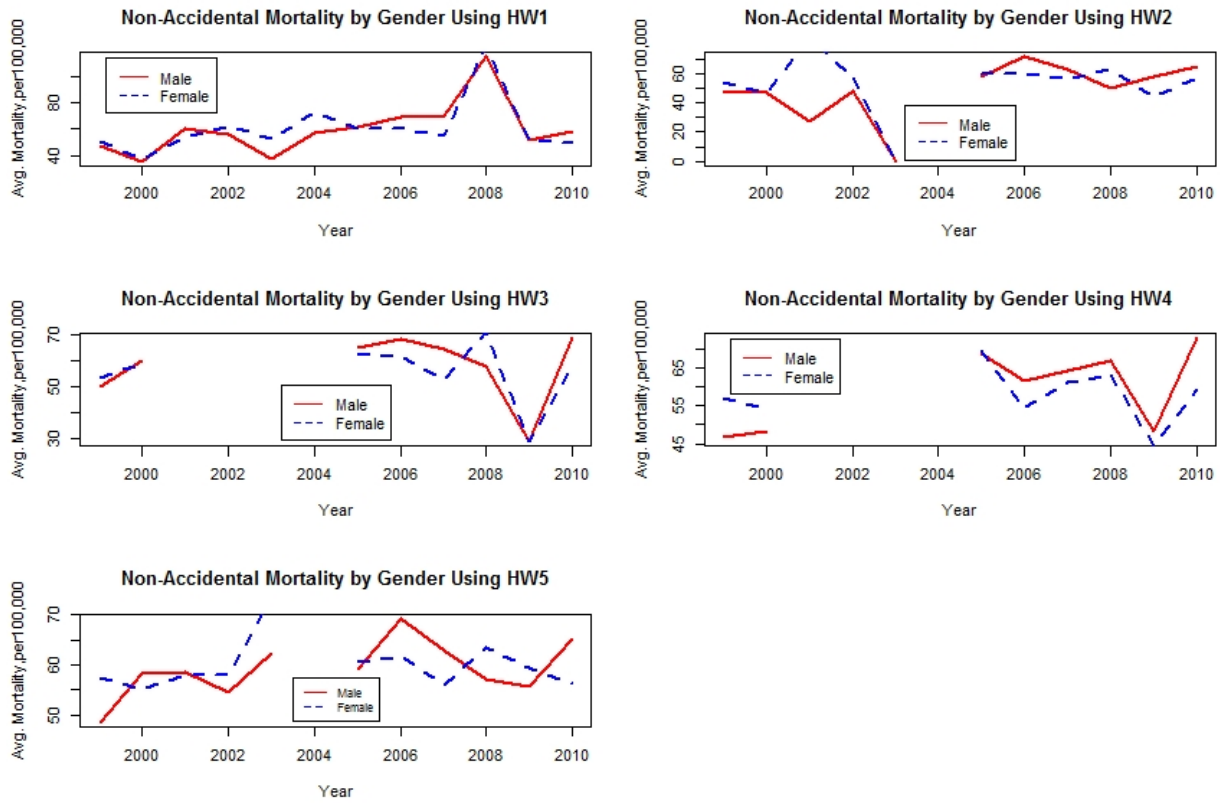 Non-Accidental Mortality by Gender Using HW1
Avg. Mortality,per100,000
80
40
Male
Female
2000 2002 2004 2006 2008 2010
Year
Non-Accidental Mortality by Gender Using HW2
Avg. Mortality,per100,000
60
40
20
0
Male
Female
2000 2002 2004 2006 2008 2010
Year
Non-Accidental Mortality by Gender Using HW3
Avg. Mortality,per100,000
70
50
30
Male
Female
2000 2002 2004 2006 2008 2010
Year
Non-Accidental Mortality by Gender Using HW4
Avg. Mortality,per100,000
65
55
45
Male
Female
2000 2002 2004 2006 2008 2010
Year
Non-Accidental Mortality by Gender Using HW5
Avg. Mortality,per100,000
70
60
50
Male
Female
2000 2002 2004 2006 2008 2010
Year